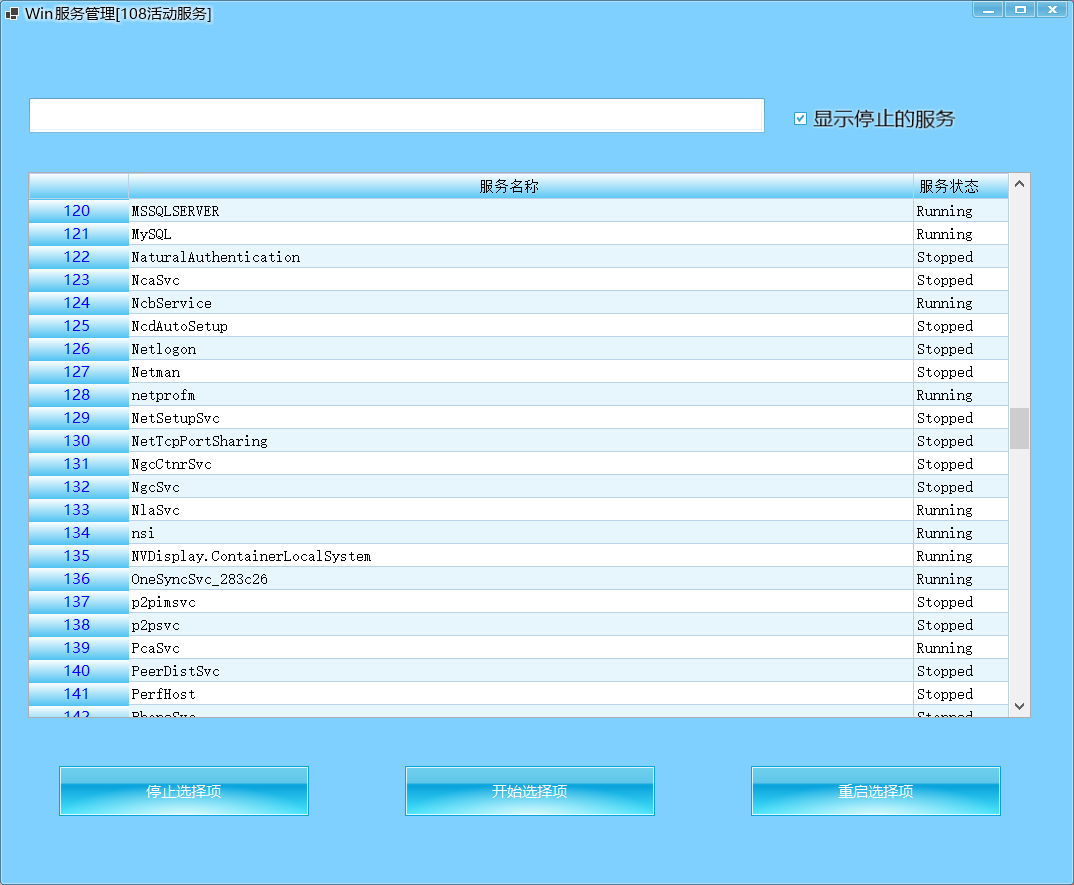 Win服务管理[108活动服务]
显示停止的服务
服务名称 服务状态
120 MSSQLSERVER Running
121 MySQL Running
122 NaturalAuthentication Stopped
123 NcaSvc Stopped
124 NcbService Running
125 NcdAutoSetup Stopped
126 Netlogon Stopped
127 Netman Stopped
128 netprofm Running
129 NetSetupSvc Stopped
130 NetTcpPortSharing Stopped
131 NgcCtnrSvc Stopped
132 NgcSvc Stopped
133 NlaSvc Running
134 nsi Running
135 NVDisplay.ContainerLocalSystem Running
136 OneSyncSvc_283c26 Running
137 p2pimsvc Stopped
138 p2psvc Stopped
139 PcaSvc Running
140 PeerDistSvc Stopped
141 PerfHost Stopped
142 PhoneSvc Stopped
停止选择项 开始选择项 重启选择项